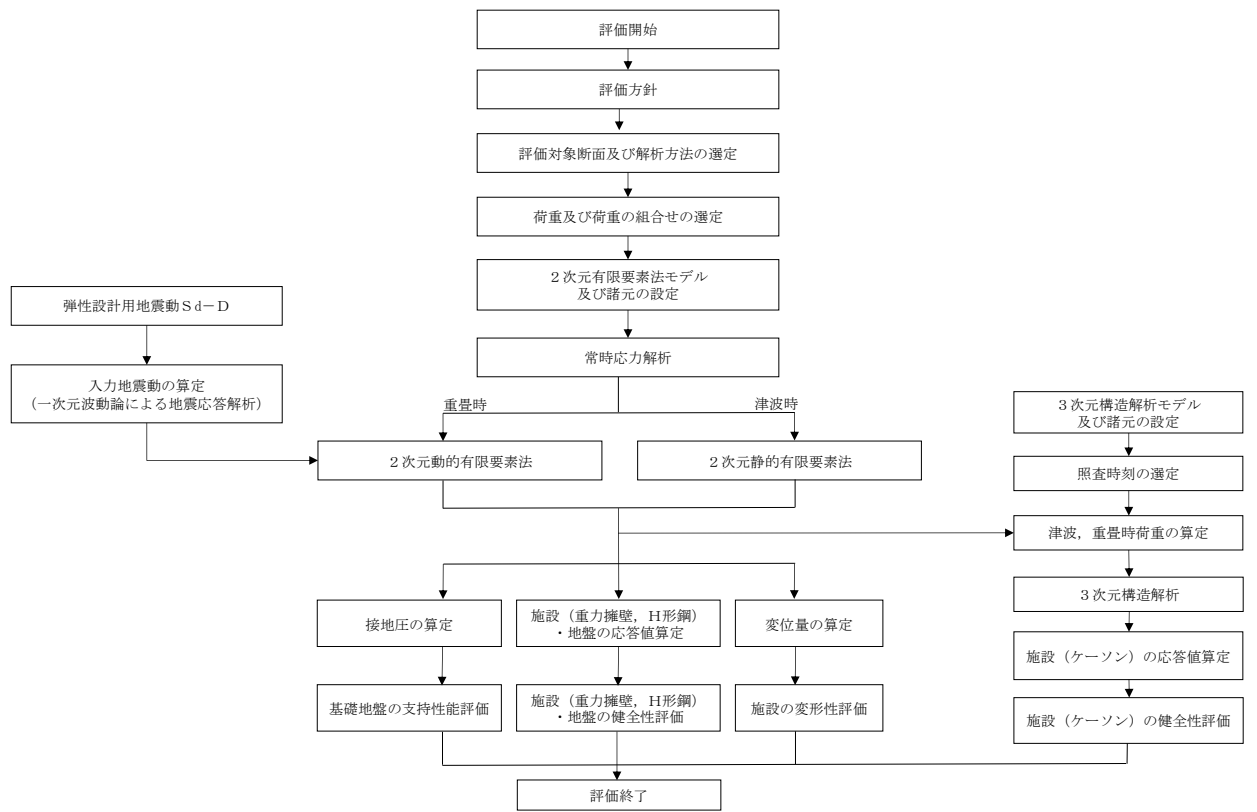 評価開始
評価方針
評価対象断面及び解析方法の選定
荷重及び荷重の組合せの選定
２次元有限要素法モデル
及び諸元の設定
弾性設計用地震動Ｓｄ－Ｄ
常時応力解析
入力地震動の算定
（一次元波動論による地震応答解析）
重畳時
津波時
３次元構造解析モデル
及び諸元の設定
２次元動的有限要素法
２次元静的有限要素法
照査時刻の選定
津波，重畳時荷重の算定
３次元構造解析
接地圧の算定
施設（重力擁壁，Ｈ形鋼）
・地盤の応答値算定
変位量の算定
施設（ケーソン）の応答値算定
基礎地盤の支持性能評価
施設（重力擁壁，Ｈ形鋼）
・地盤の健全性評価
施設の変形性評価
施設（ケーソン）の健全性評価
評価終了